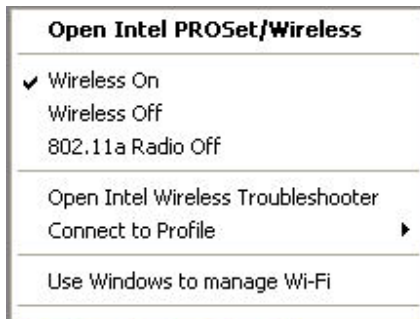 Open Intel PROSet/Wireless
Wireless On
Wireless Off
802.11a Radio Off
Open Intel Wireless Troubleshooter
Connect to Profile
Use Windows to manage Wi-Fi